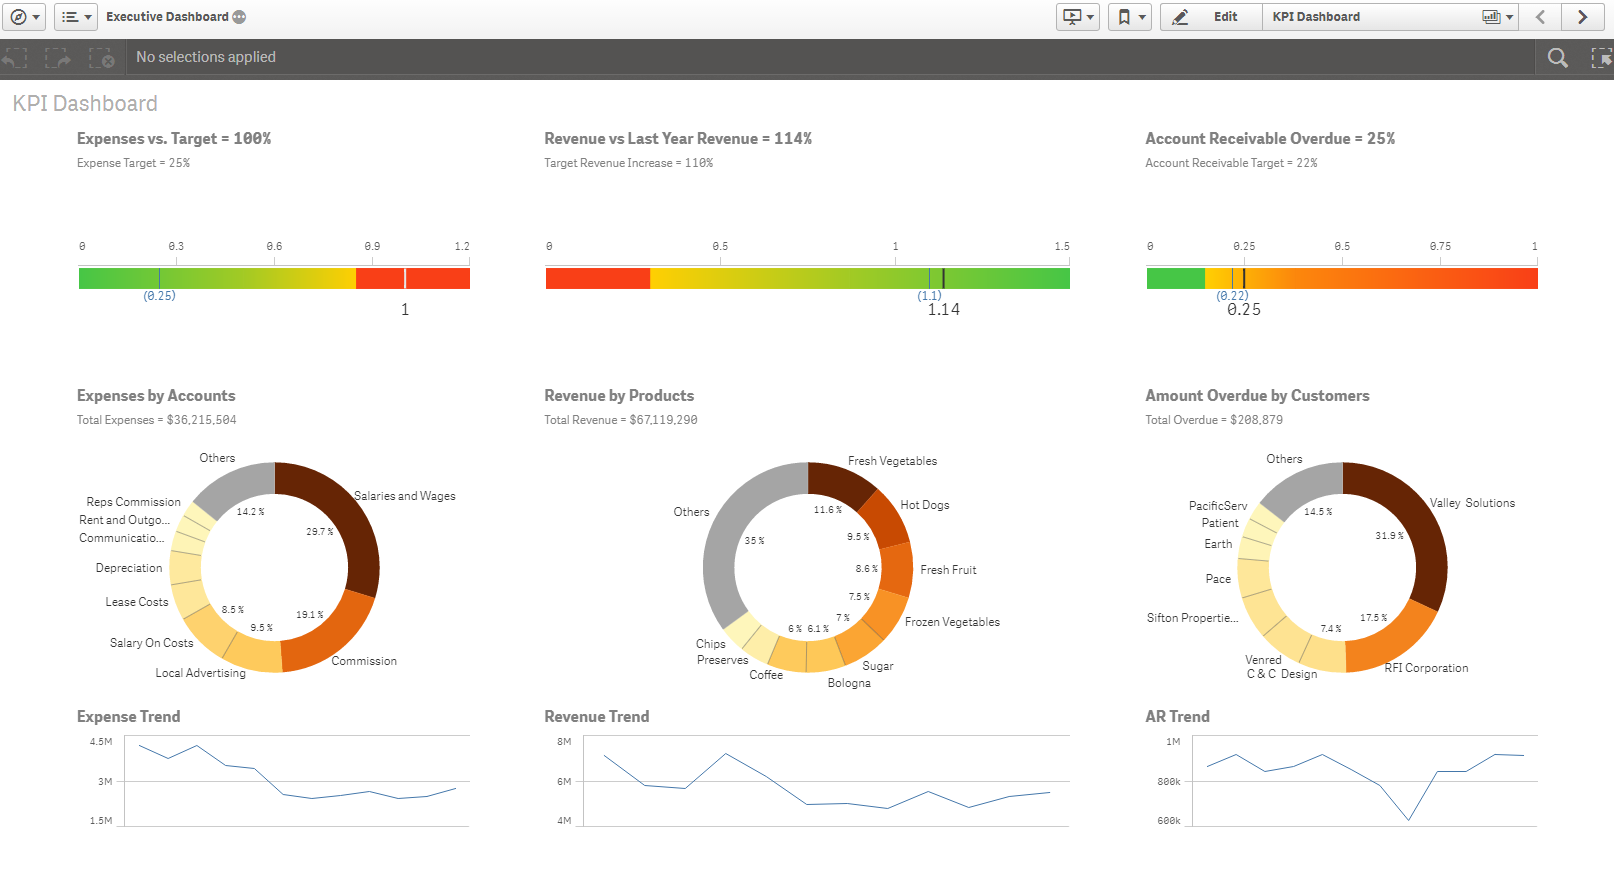 Executive Dashboard
Edit
KPI Dashboard
No selections applied
KPI Dashboard
Expenses vs. Target = 100%
Expense Target = 25%
0 0.3 0.6 0.9 1.2
(0.25)
1
Revenue vs Last Year Revenue = 114%
Target Revenue Increase = 110%
0 0.5 1 1.5
(1.1)
1.14
Account Receivable Overdue = 25%
Account Receivable Target = 22%
0 0.25 0.5 0.75 1
(0.22)
0.25
Expenses by Accounts
Total Expenses = $36,215,504
Others
Salaries and Wages
Reps Commission
14.2 %
Rent and Outgo...
29.7 %
Communicatio...
Depreciation
Lease Costs
8.5 %
19.1 %
9.5 %
Salary On Costs
Commission
Local Advertising
Revenue by Products
Total Revenue = $67,119,290
Fresh Vegetables
Hot Dogs
Others
11.6 %
9.5 %
35 %
8.6 %
Fresh Fruit
7.5 %
7 %
Frozen Vegetables
6 %
6.1 %
Chips
Preserves
Sugar
Coffee
Bologna
Amount Overdue by Customers
Total Overdue = $208,879
Others
Valley Solutions
PacificServ
14.5 %
Patient
31.9 %
Earth
Pace
Sifton Propertie...
17.5 %
7.4 %
Venred
RFI Corporation
C & C Design
Expense Trend
4.5M
3M
1.5M
Revenue Trend
8M
6M
4M
AR Trend
1M
800k
600k